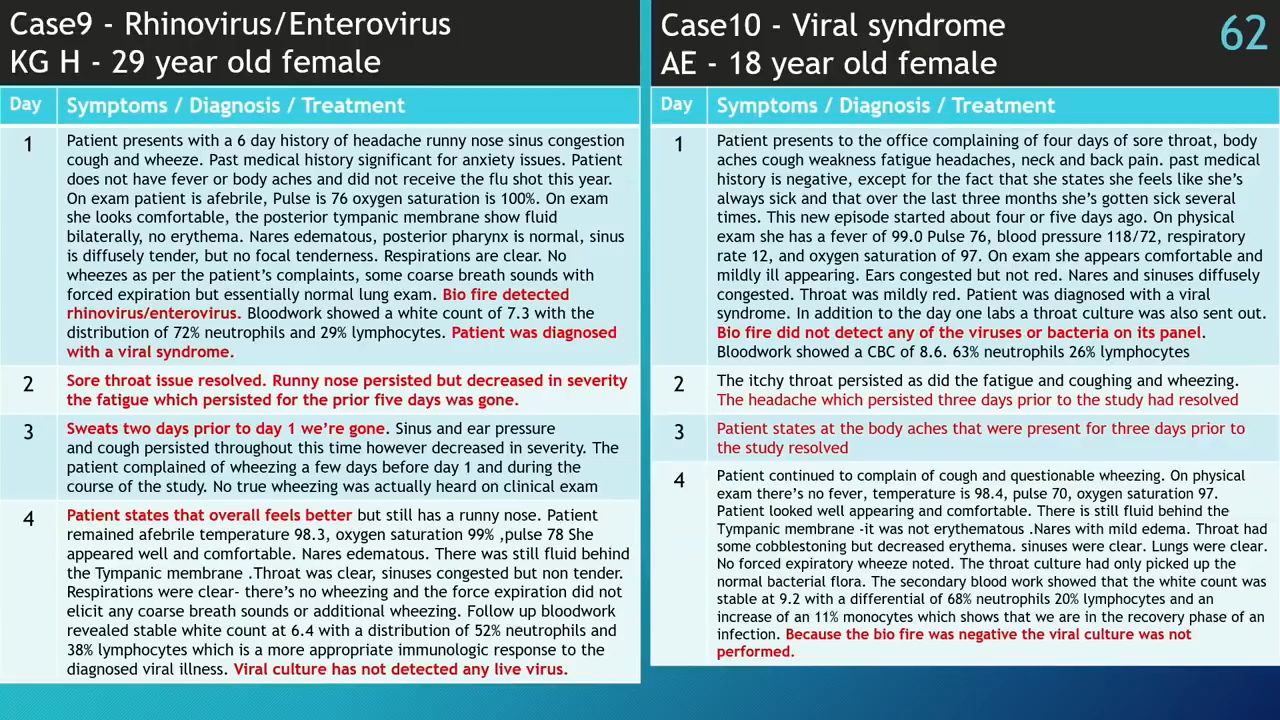 Case9 - Rhinovirus/Enterovirus
KG H - 29 year old female
Day
Symptoms / Diagnosis / Treatment
1
Patient presents with a 6 day history of headache runny nose sinus congestion
cough and wheeze. Past medical history significant for anxiety issues. Patient
does not have fever or body aches and did not receive the flu shot this year.
On exam patient is afebrile, Pulse is 76 oxygen saturation is 100%. On exam
she looks comfortable, the posterior tympanic membrane show fluid
bilaterally, no erythema. Nares edematous, posterior pharynx is normal, sinus
is diffusely tender, but no focal tenderness. Respirations are clear. No
wheezes as per the patient's complaints, some coarse breath sounds with
forced expiration but essentially normal lung exam. Bio fire detected
rhinovirus/enterovirus. Bloodwork showed a white count of 7.3 with the
distribution of 72% neutrophils and 29% lymphocytes. Patient was diagnosed
with a viral syndrome.
2
Sore throat issue resolved. Runny nose persisted but decreased in severity
the fatigue which persisted for the prior five days was gone.
3
Sweats two days prior to day 1 we're gone. Sinus and ear pressure
and cough persisted throughout this time however decreased in severity. The
patient complained of wheezing a few days before day 1 and during the
course of the study. No true wheezing was actually heard on clinical exam
4
Patient states that overall feels better but still has a runny nose. Patient
remained afebrile temperature 98.3, oxygen saturation 99% ,pulse 78 She
appeared well and comfortable. Nares edematous. There was still fluid behind
the Tympanic membrane .Throat was clear, sinuses congested but non tender.
Respirations were clear- there's no wheezing and the force expiration did not
elicit any coarse breath sounds or additional wheezing. Follow up bloodwork
revealed stable white count at 6.4 with a distribution of 52% neutrophils and
38% lymphocytes which is a more appropriate immunologic response to the
diagnosed viral illness. Viral culture has not detected any live virus.
Case10 - Viral syndrome
AE - 18 year old female
62
Day
Symptoms / Diagnosis / Treatment
1
Patient presents to the office complaining of four days of sore throat, body
aches cough weakness fatigue headaches, neck and back pain. past medical
history is negative, except for the fact that she states she feels like she's
always sick and that over the last three months she's gotten sick several
times. This new episode started about four or five days ago. On physical
exam she has a fever of 99.0 Pulse 76, blood pressure 118/72, respiratory
rate 12, and oxygen saturation of 97. On exam she appears comfortable and
mildly ill appearing. Ears congested but not red. Nares and sinuses diffusely
congested. Throat was mildly red. Patient was diagnosed with a viral
syndrome. In addition to the day one labs a throat culture was also sent out.
Bio fire did not detect any of the viruses or bacteria on its panel.
Bloodwork showed a CBC of 8.6. 63% neutrophils 26% lymphocytes
2
The itchy throat persisted as did the fatigue and coughing and wheezing.
The headache which persisted three days prior to the study had resolved
3
Patient states at the body aches that were present for three days prior to
the study resolved
4
Patient continued to complain of cough and questionable wheezing. On physical
exam there's no fever, temperature is 98.4, pulse 70, oxygen saturation 97.
Patient looked well appearing and comfortable. There is still fluid behind the
Tympanic membrane -it was not erythematous .Nares with mild edema. Throat had
some cobblestoning but decreased erythema. sinuses were clear. Lungs were clear.
No forced expiratory wheeze noted. The throat culture had only picked up the
normal bacterial flora. The secondary blood work showed that the white count was
stable at 9.2 with a differential of 68% neutrophils 20% lymphocytes and an
increase of an 11% monocytes which shows that we are in the recovery phase of an
infection. Because the bio fire was negative the viral culture was not
performed.